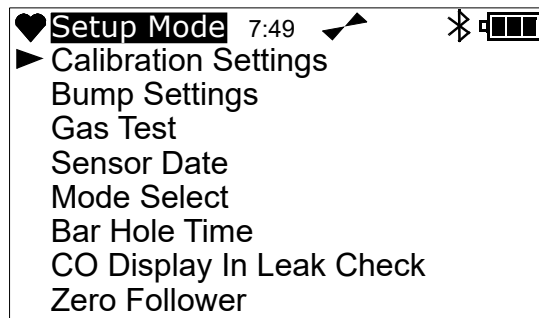 Setup Mode 7:49
Calibration Settings
Bump Settings
Gas Test
Sensor Date
Mode Select
Bar Hole Time
CO Display In Leak Check
Zero Follower